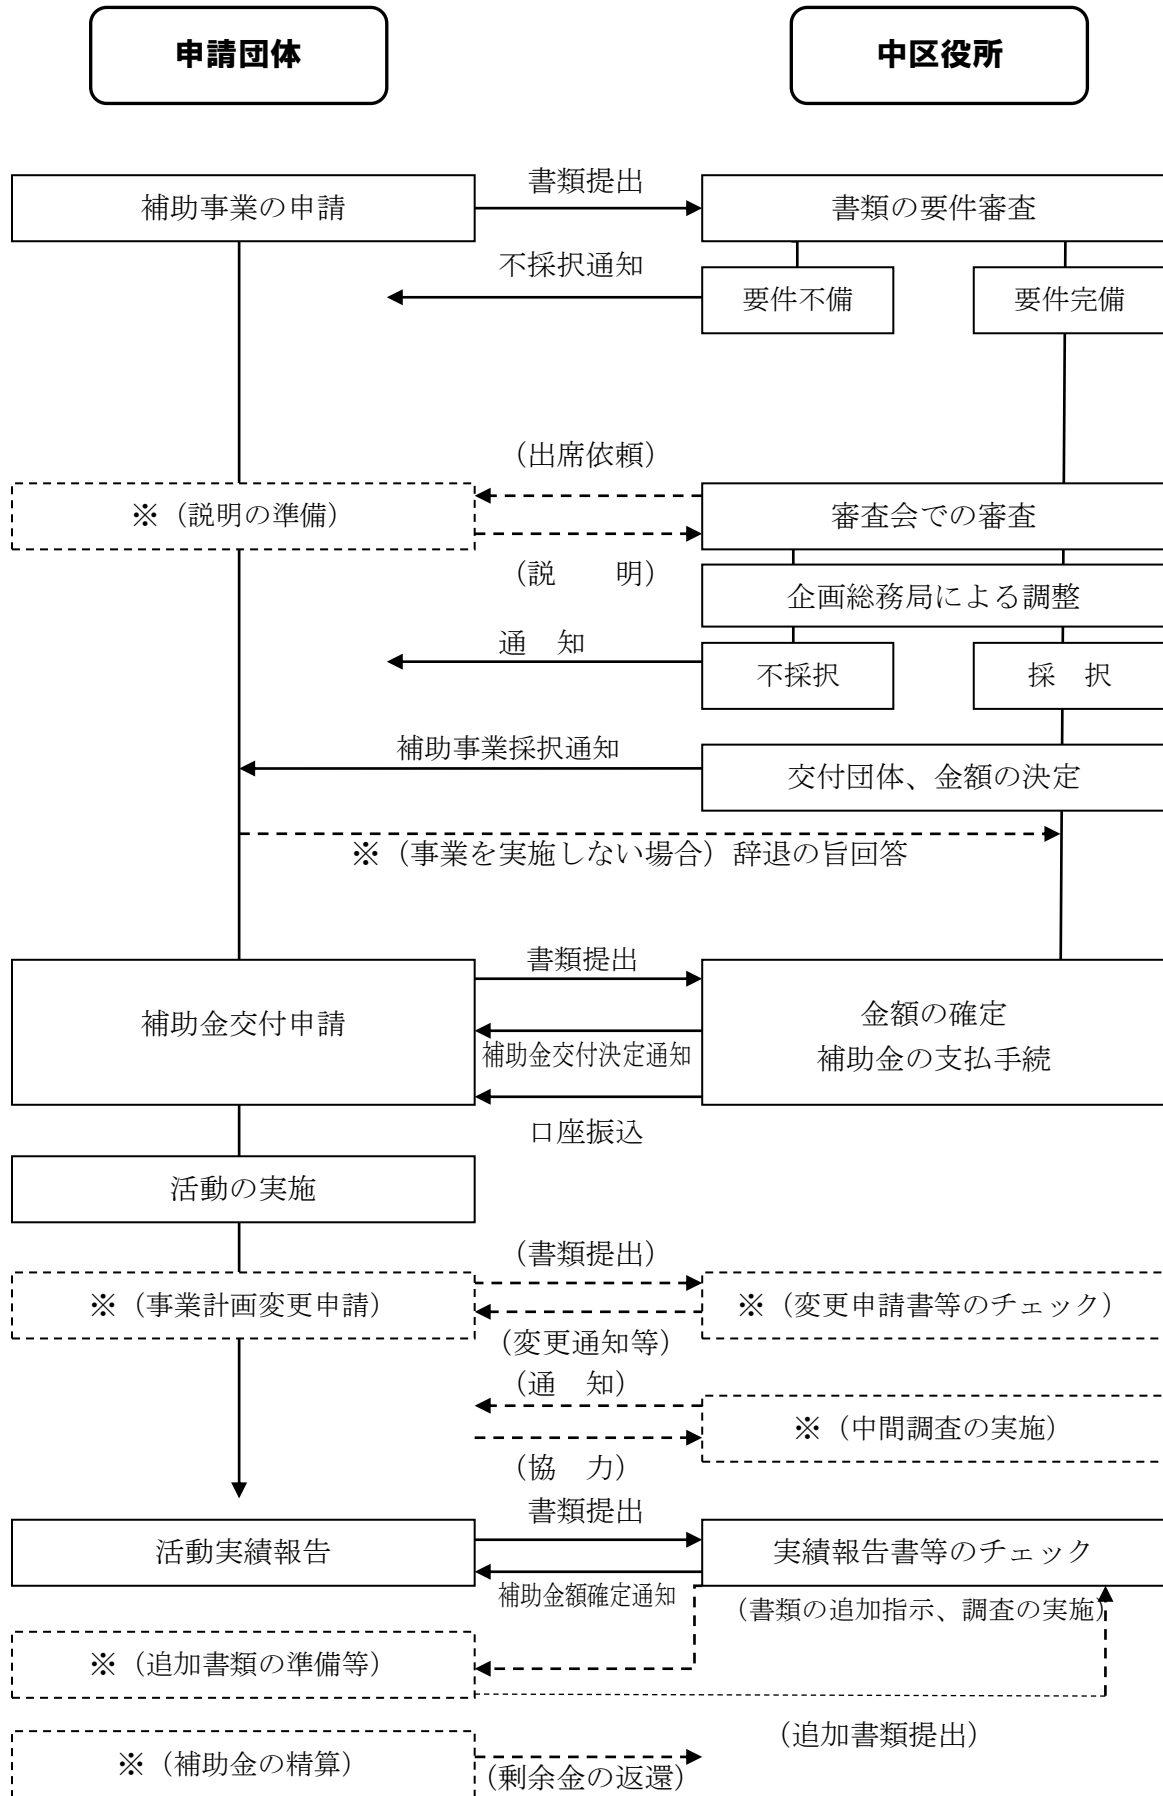 申請団体
中区役所
書類提出
補助事業の申請
書類の要件審査
不採択通知
要件不備
要件完備
（出席依頼）
※（説明の準備）
審査会での審査
（説　　明）
企画総務局による調整
通　知
不採択
採　択
補助事業採択通知
交付団体、金額の決定
※（事業を実施しない場合）辞退の旨回答
書類提出
補助金交付申請
金額の確定
補助金の支払手続
補助金交付決定通知
口座振込
活動の実施
（書類提出）
※（事業計画変更申請）
※（変更申請書等のチェック）
（変更通知等）
（通　知）
※（中間調査の実施）
（協　力）
書類提出
活動実績報告
実績報告書等のチェック
補助金額確定通知
（書類の追加指示、調査の実施）
※（追加書類の準備等）
（追加書類提出）
※（補助金の精算）
（剰余金の返還）